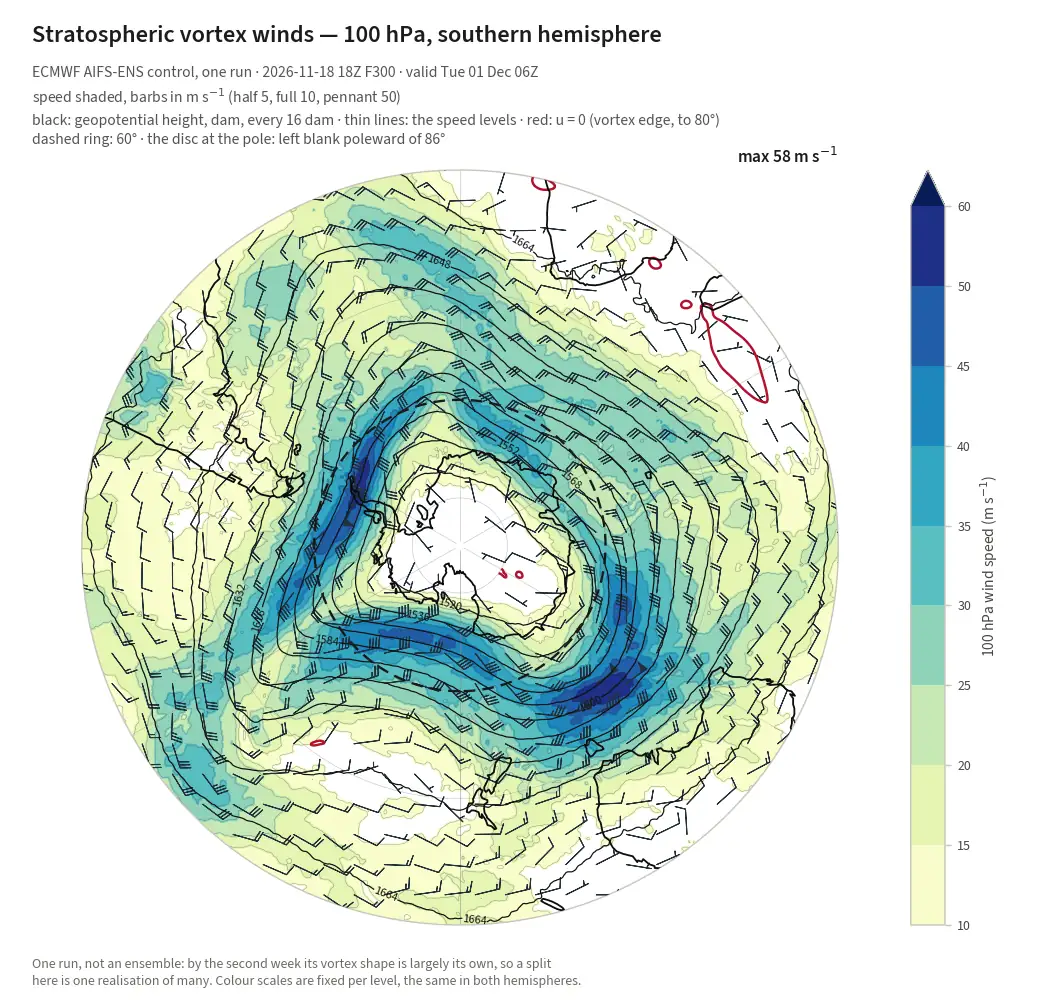 Stratospheric vortex winds — 100 hPa, southern hemisphere
ECMWF AIFS-ENS control, one run · 2026-11-18 18Z F300 · valid Tue 01 Dec 06Z
speed shaded, barbs in m s⁻¹ (half 5, full 10, pennant 50)
black: geopotential height, dam, every 16 dam · thin lines: the speed levels · red: u = 0 (vortex edge, to 80°)
dashed ring: 60° · the disc at the pole: left blank poleward of 86°
max 58 m s⁻¹
60
50
45
40
35
30
25
20
15
10
100 hPa wind speed (m s⁻¹)
1664
1648
1552
1568
1632
1520
1536
1584
1664
1664
One run, not an ensemble: by the second week its vortex shape is largely its own, so a split
here is one realisation of many. Colour scales are fixed per level, the same in both hemispheres.